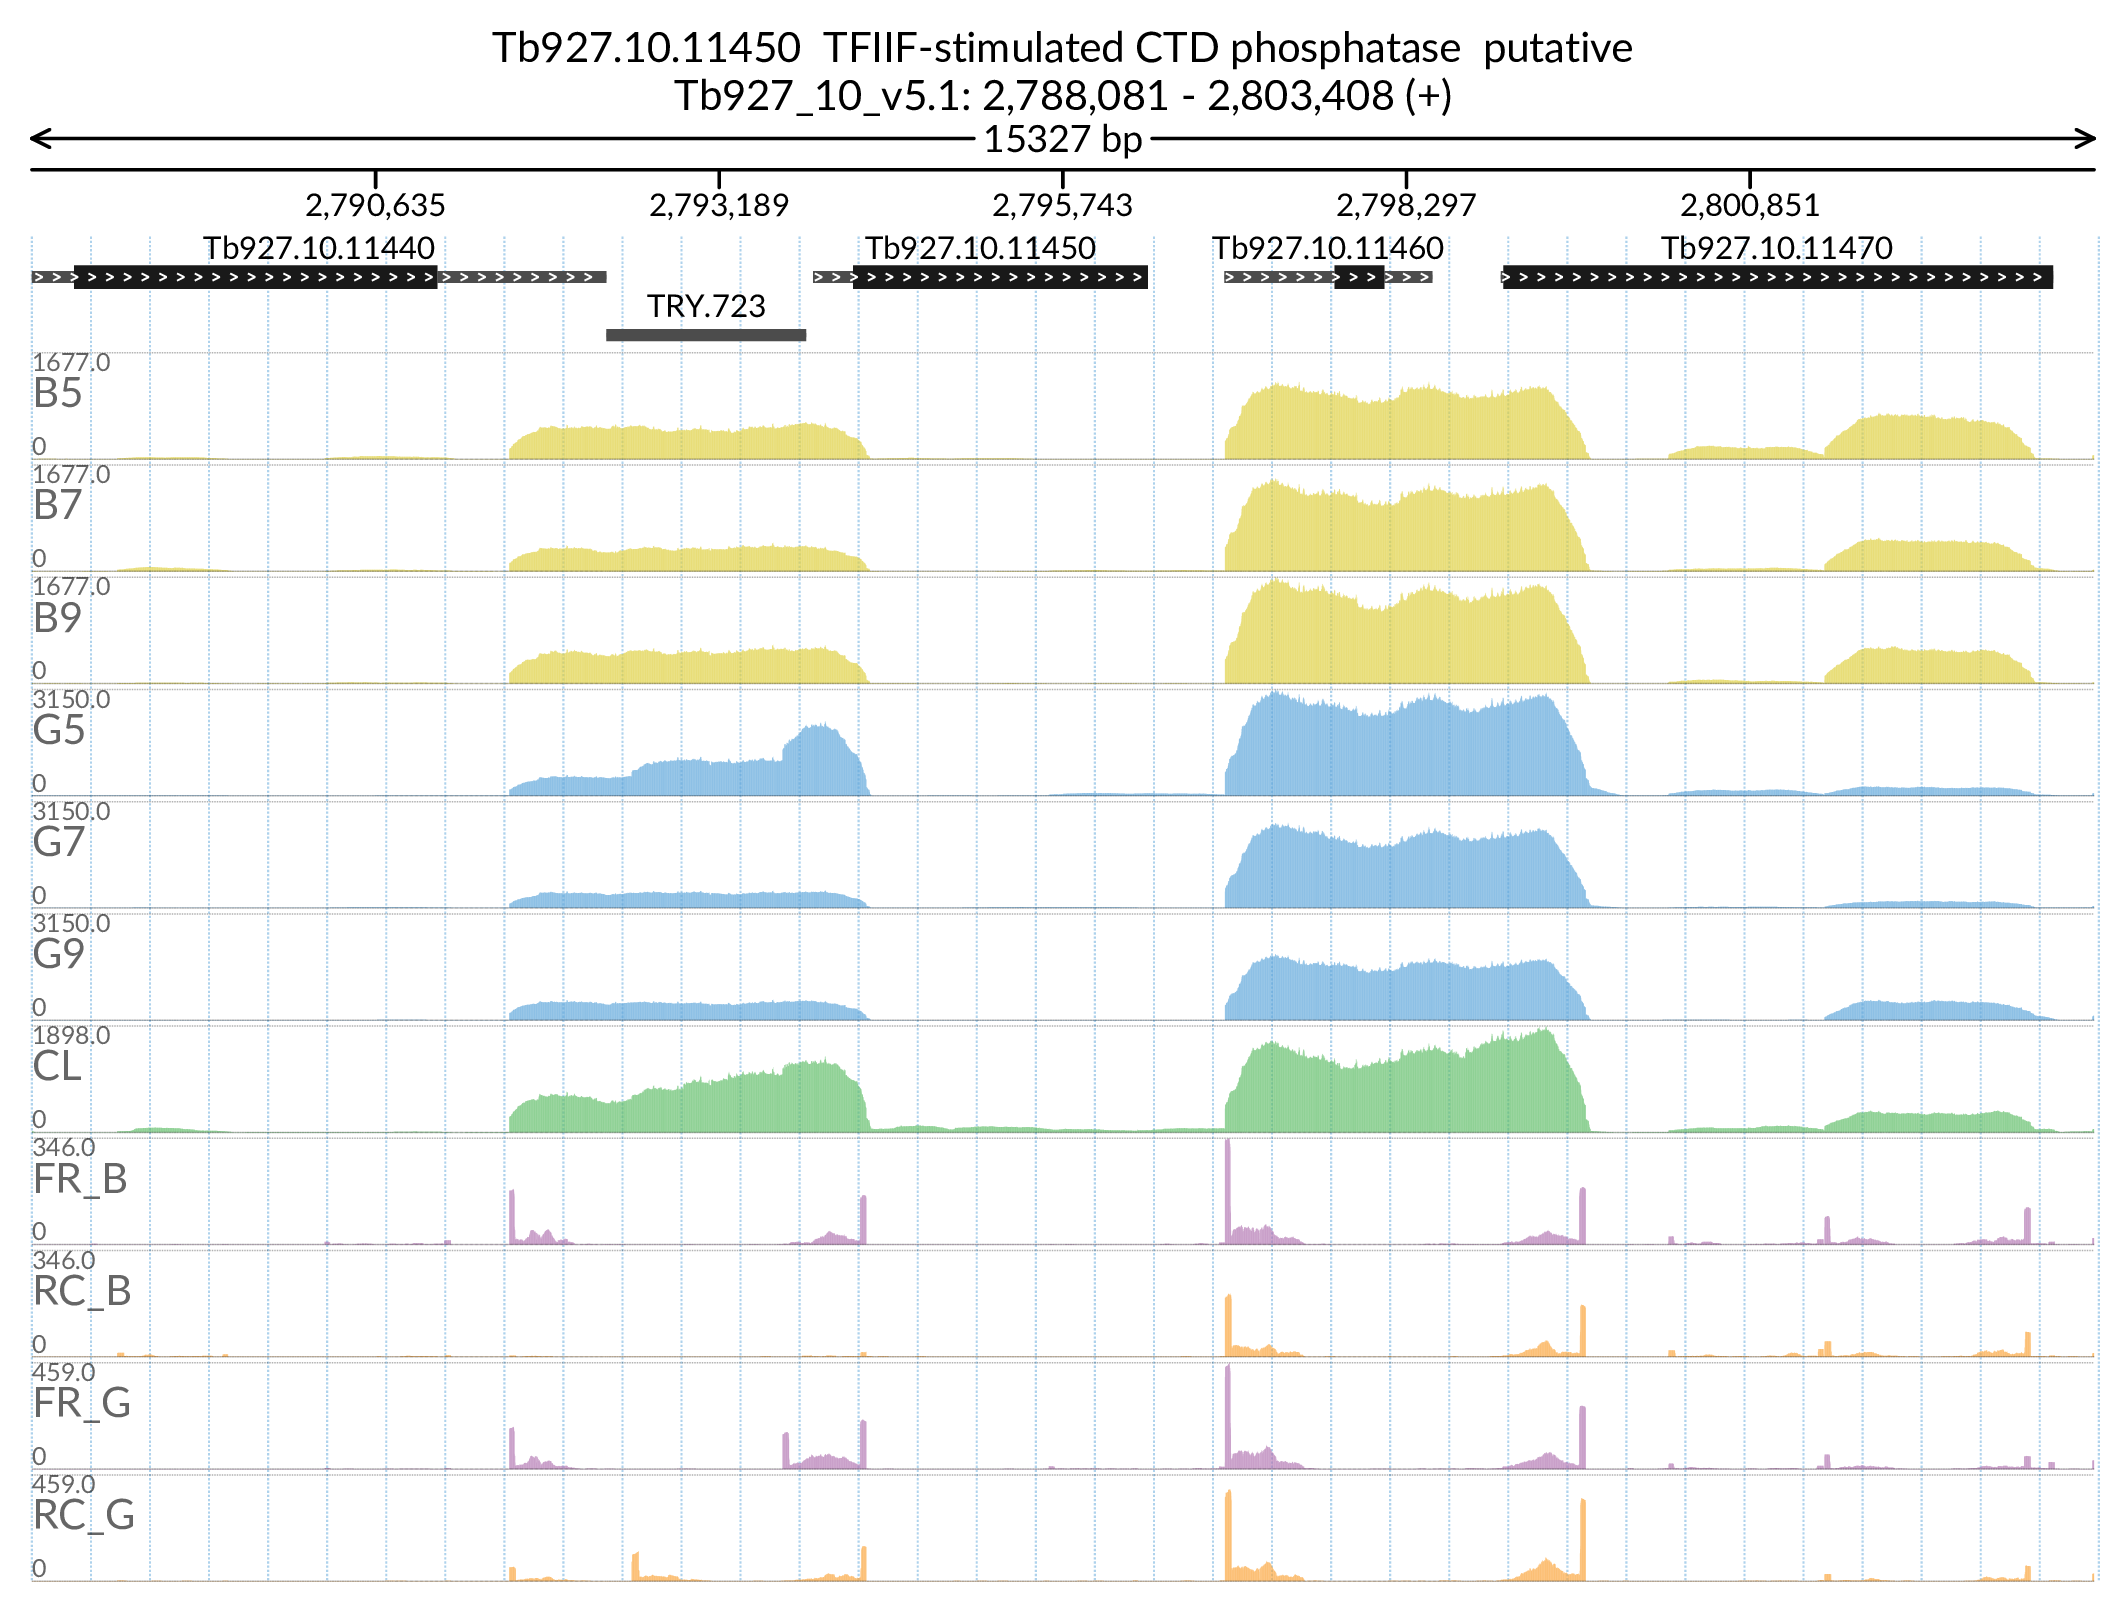 Tb927.10.11450  TFIIF-stimulated CTD phosphatase  putative
Tb927_10_v5.1: 2,788,081 - 2,803,408 (+)
15327 bp
2,790,635 2,793,189 2,795,743 2,798,297 2,800,851
Tb927.10.11440 Tb927.10.11450 Tb927.10.11460 Tb927.10.11470
TRY.723
1677.0
B5
0
1677.0
B7
0
1677.0
B9
0
3150.0
G5
0
3150.0
G7
0
3150.0
G9
0
1898.0
CL
0
346.0
FR_B
0
346.0
RC_B
0
459.0
FR_G
0
459.0
RC_G
0